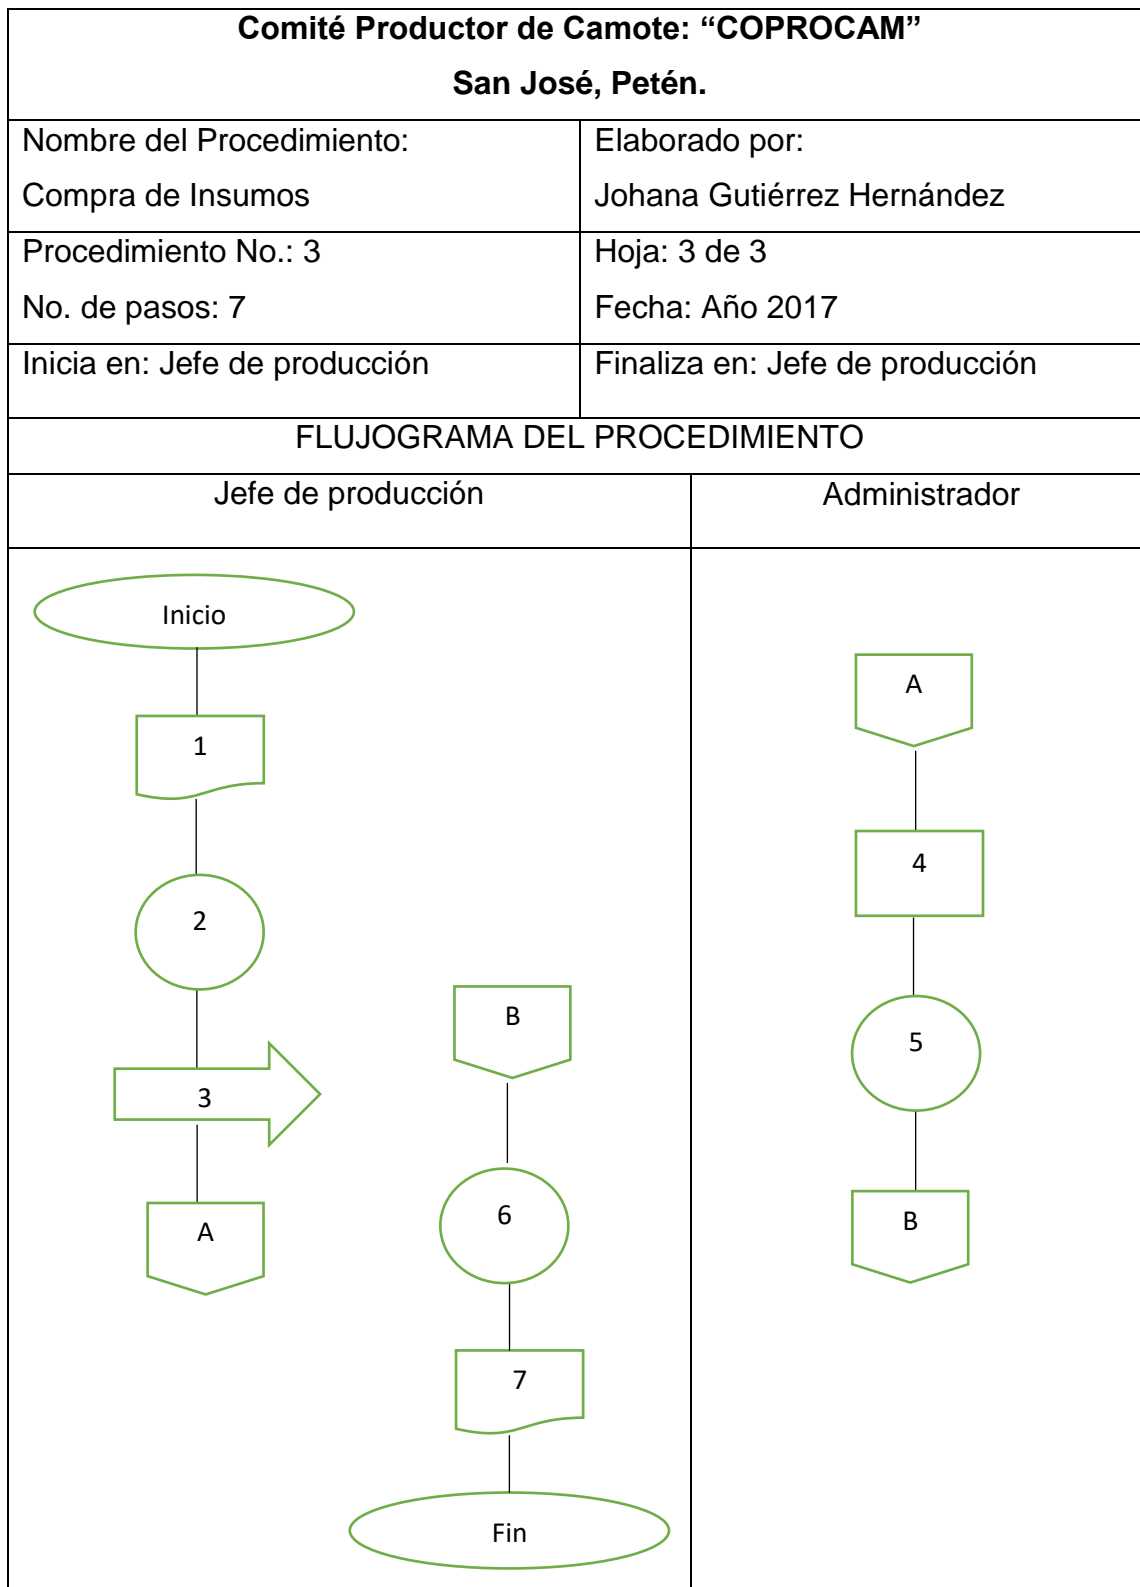 Comité Productor de Camote: “COPROCAM”
San José, Petén.
Nombre del Procedimiento:
Compra de Insumos
Elaborado por:
Johana Gutiérrez Hernández
Procedimiento No.: 3
No. de pasos: 7
Hoja: 3 de 3
Fecha: Año 2017
Inicia en: Jefe de producción
Finaliza en: Jefe de producción
FLUJOGRAMA DEL PROCEDIMIENTO
Jefe de producción
Administrador
Inicio
1
2
3
A
B
6
7
Fin
A
4
5
B